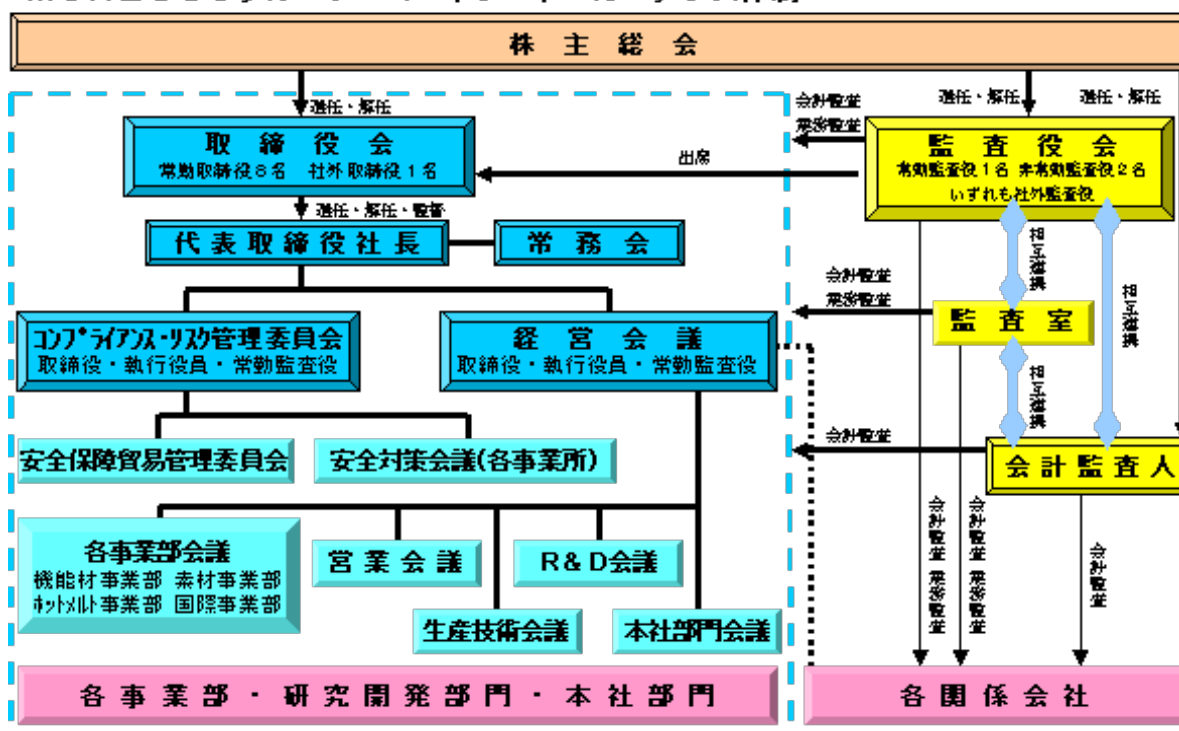 株主総会
選任・解任
会計監査
業務監査
選任・解任
選任・解任
取締役会
常勤取締役8名 社外取締役1名
出席
監査役会
常勤監査役1名 非常勤監査役2名
いずれも社外監査役
選任・解任・監督
代表取締役社長
常務会
相互連携
相互連携
会計監査
業務監査
監査室
コンプライアンス・リスク管理委員会
取締役・執行役員・常勤監査役
経営会議
取締役・執行役員・常勤監査役
相互連携
会計監査
会計監査人
安全保障貿易管理委員会
安全対策会議(各事業所)
会計監査 業務監査
会計監査 業務監査
会計監査
各事業部会議
機能材事業部 素材事業部
ホットメルト事業部 国際事業部
営業会議
R&D会議
生産技術会議
本社部門会議
各事業部・研究開発部門・本社部門
各関係会社